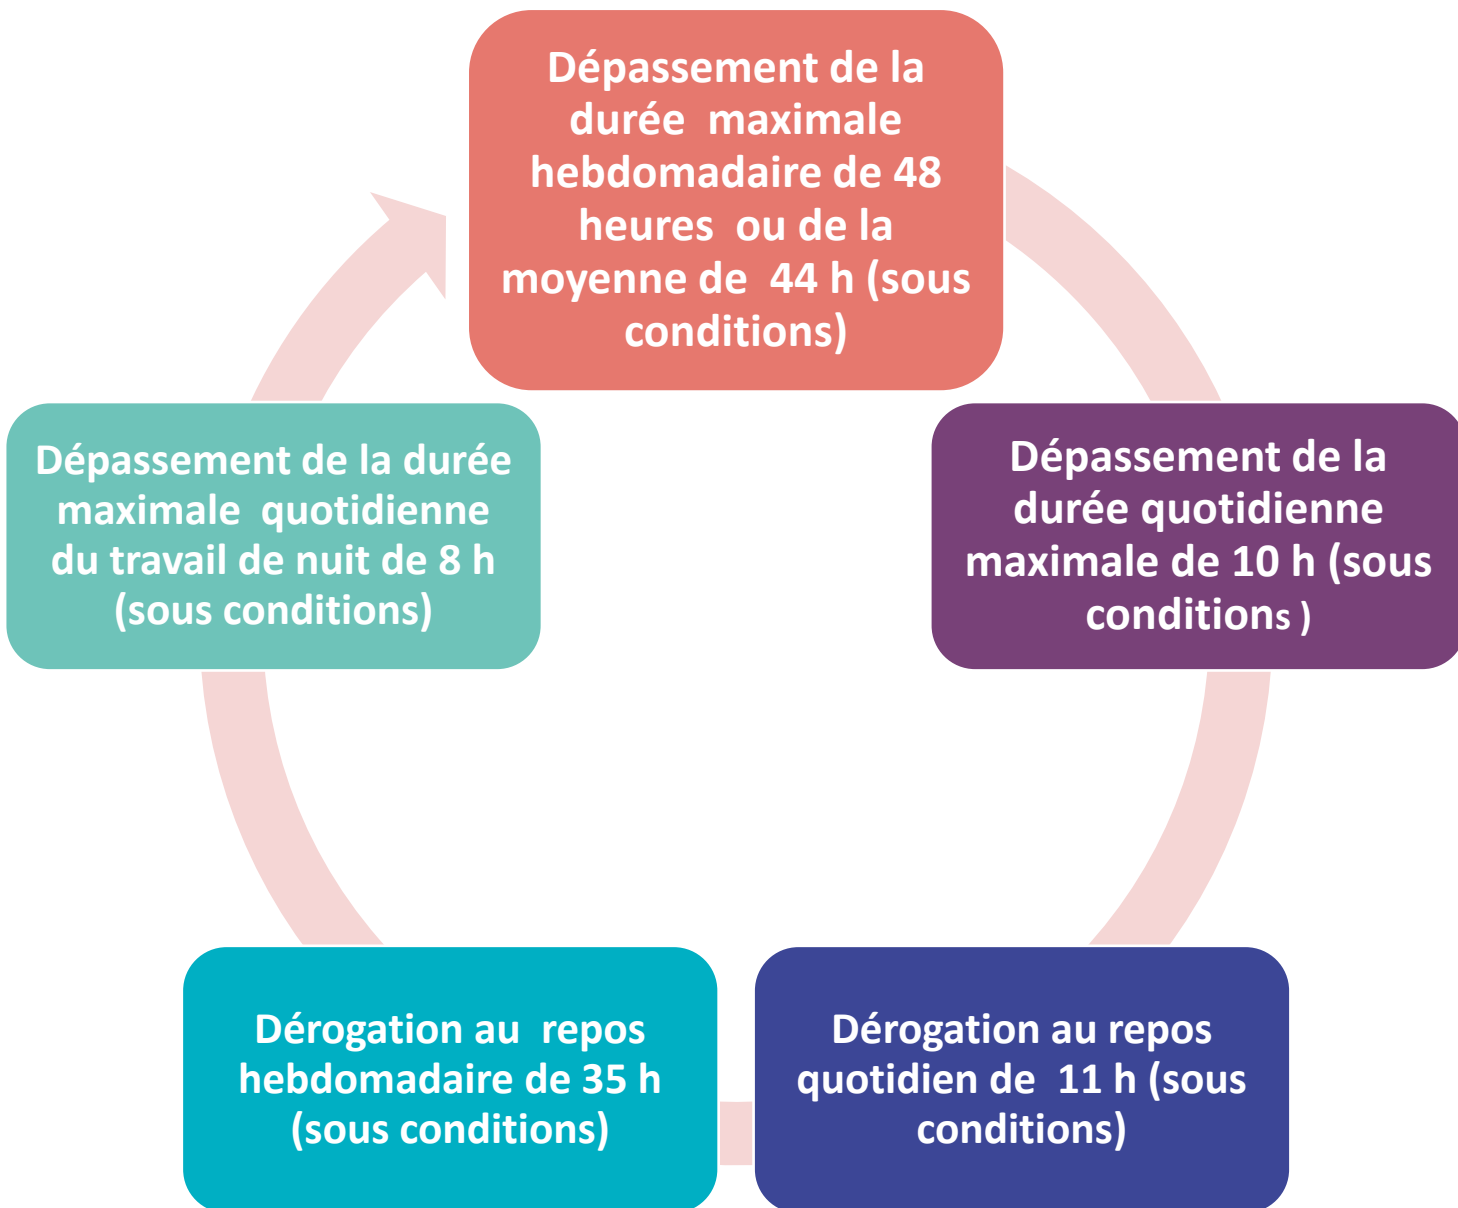 Dépassement de la
durée  maximale
hebdomadaire de 48
heures  ou de la
moyenne de  44 h (sous
conditions)
Dépassement de la
durée quotidienne
maximale de 10 h (sous
conditions )
Dérogation au repos
quotidien de  11 h (sous
conditions)
Dérogation au  repos
hebdomadaire de 35 h
(sous conditions)
Dépassement de la durée
maximale  quotidienne
du travail de nuit de 8 h
(sous conditions)